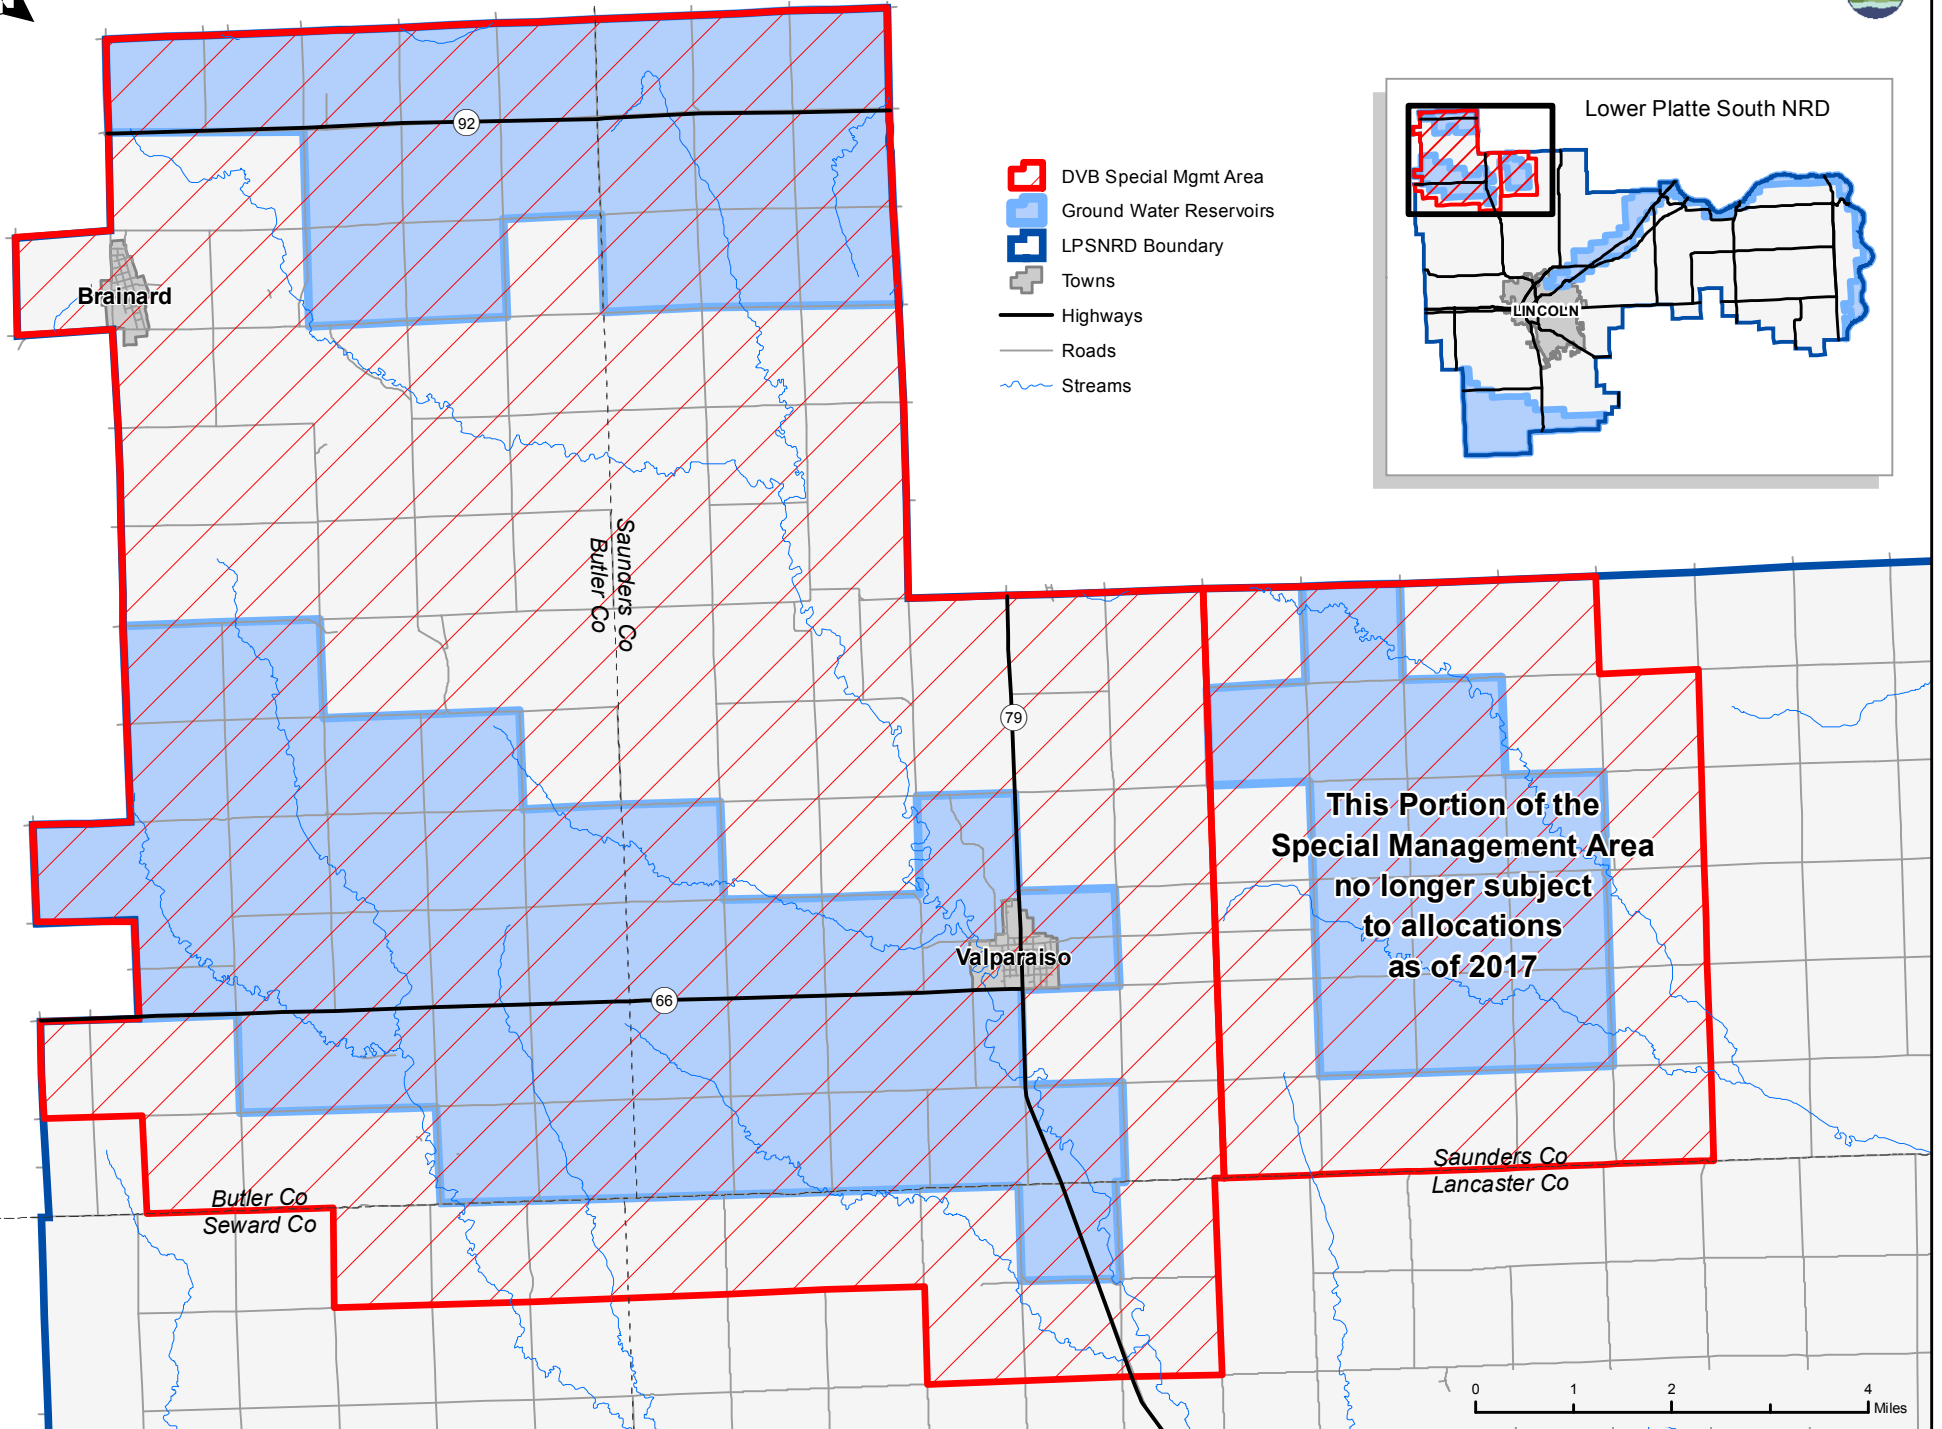 92
Brainard
Saunders Co
Butler Co
79
Valparaiso
66
Butler Co
Seward Co
DVB Special Mgmt Area
Ground Water Reservoirs
LPSNRD Boundary
Towns
Highways
Roads
Streams
Lower Platte South NRD
LINCOLN
This Portion of the
Special Management Area
no longer subject
to allocations
as of 2017
Saunders Co
Lancaster Co
0 1 2 4
Miles